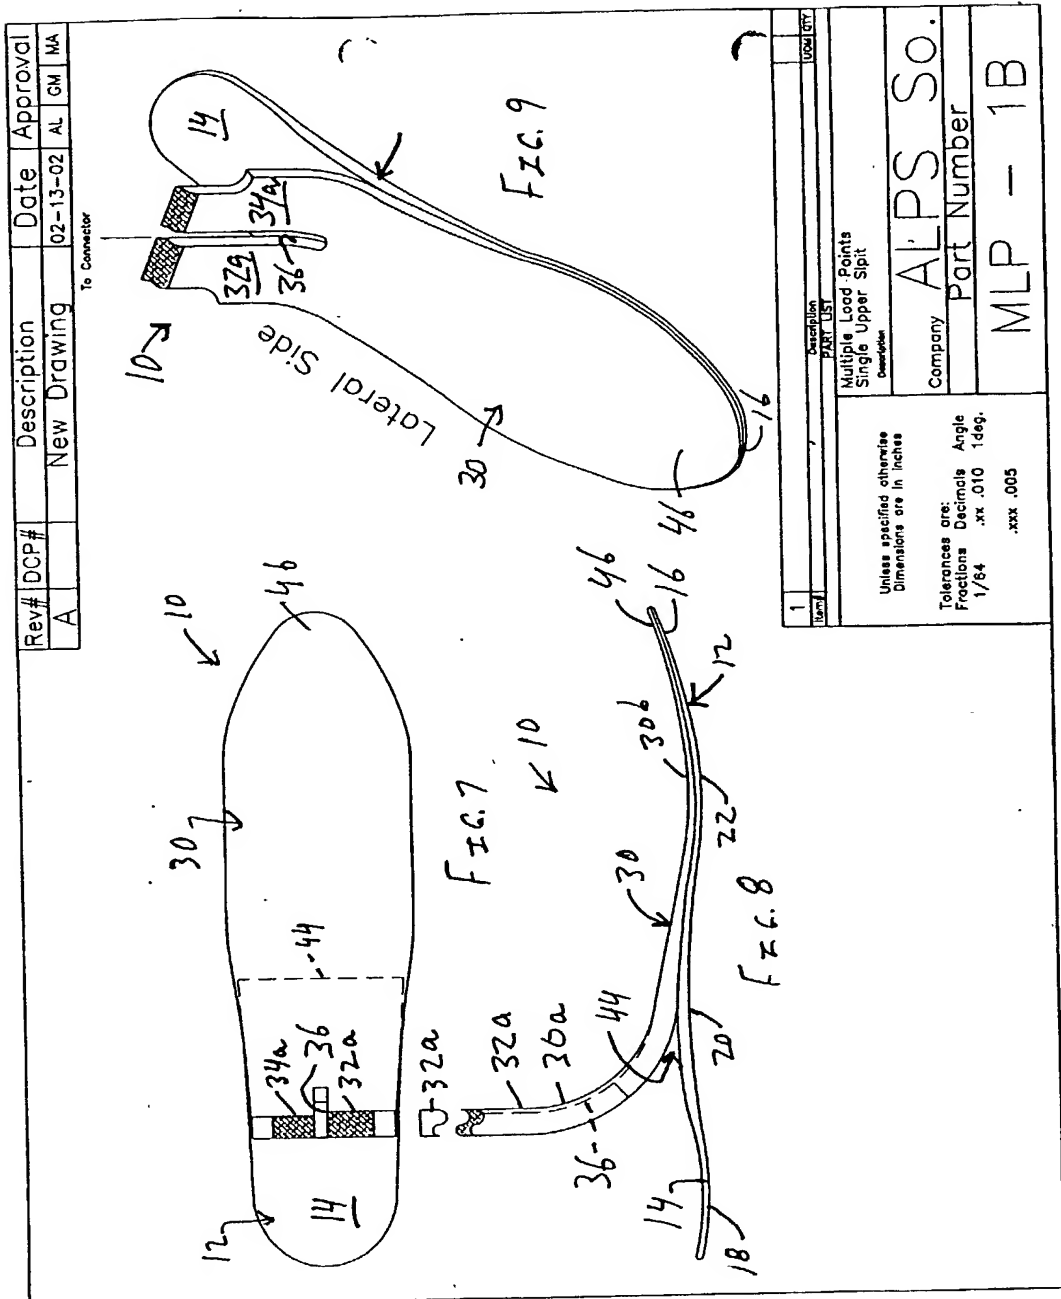 Rev# DCP# Description Date Approval
A New Drawing 02-13-02 AL GM MA
To Connector
10
14
32a
34a
36
Lateral Side
30
46
16
FIG. 9
10
46
30
44
34a
36
32a
14
12
FIG. 7
10
32a
32a
36a
36
44
30
30b
46
16
12
22
20
14
18
FIG. 8
1
Item# Description UOM QTY
PART LIST
Multiple Load Points
Single Upper Slpit
Description
Company ALPS So.
Part Number
MLP - 1B
Unless specified otherwise
Dimensions are in inches
Tolerances are:
Fractions Decimals Angle
1/64 .xx .010 1deg.
.xxx .005